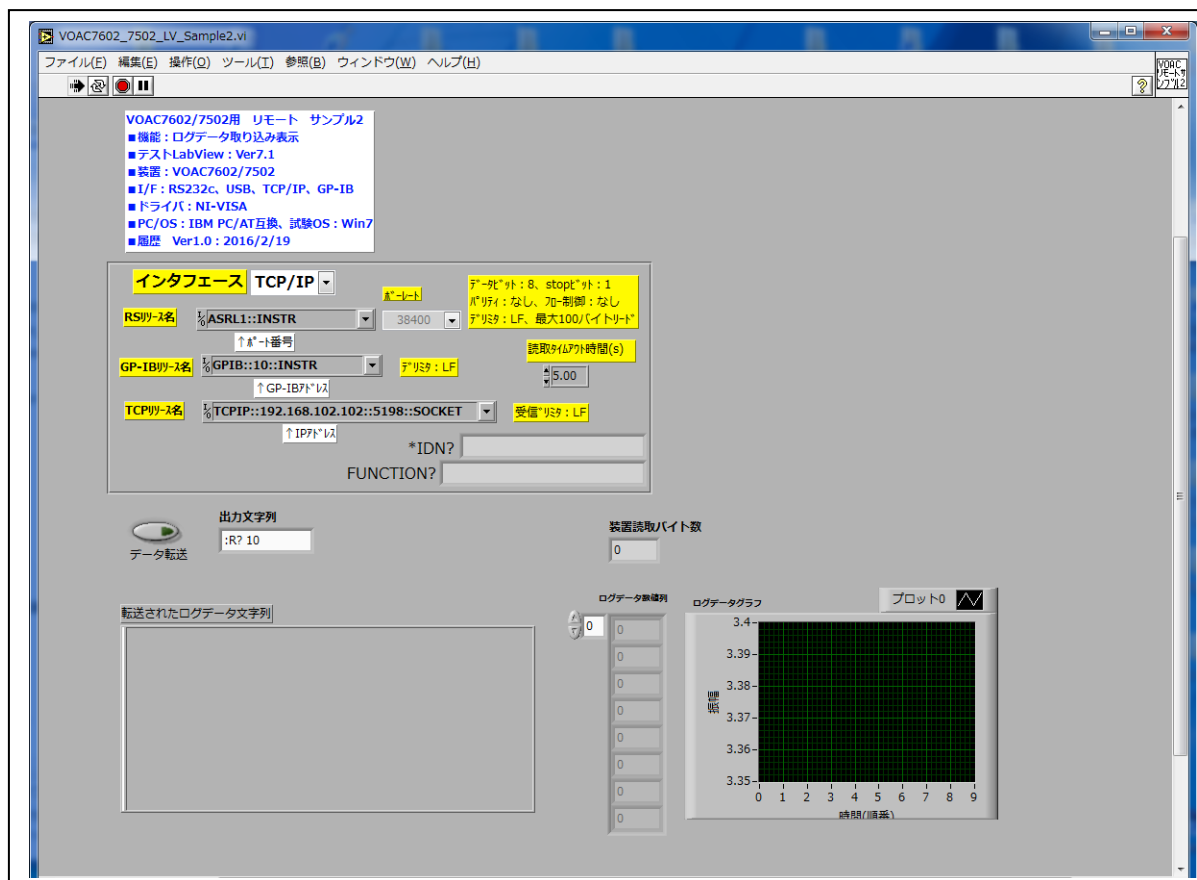 VOAC7602_7502_LV_Sample2.vi
ファイル(F) 編集(E) 操作(O) ツール(T) 参照(B) ウィンドウ(W) ヘルプ(H)
VOAC
リモートサ
ンプル2
VOAC7602/7502用 リモート サンプル2
■機能：ログデータ取り込み表示
■テストLabView：Ver7.1
■装置：VOAC7602/7502
■I/F：RS232c、USB、TCP/IP、GP-IB
■ドライバ：NI-VISA
■PC/OS：IBM PC/AT互換、試験OS：Win7
■履歴 Ver1.0：2016/2/19
インタフェース TCP/IP
ﾎﾞｰﾚｰﾄ
ﾃﾞｰﾀﾋﾞｯﾄ：8、stopﾋﾞｯﾄ：1
ﾊﾟﾘﾃｨ：なし、ﾌﾛｰ制御：なし
ﾃﾞﾘﾐﾀ：LF、最大100バイトリード
RSﾘｿｰｽ名 ASRL1::INSTR 38400
↑ﾎﾟｰﾄ番号
読取ﾀｲﾑｱｳﾄ時間(s)
GP-IBﾘｿｰｽ名 GPIB::10::INSTR ﾃﾞﾘﾐﾀ：LF 5.00
↑GP-IBｱﾄﾞﾚｽ
TCPﾘｿｰｽ名 TCPIP::192.168.102.102::5198::SOCKET 受信ﾞﾘﾐﾀ：LF
↑IPｱﾄﾞﾚｽ
*IDN?
FUNCTION?
データ転送
出力文字列
:R? 10
装置読取バイト数
0
転送されたログデータ文字列
ログデータ数値列
0
0
0
0
0
0
0
0
0
ログデータグラフ
プロット0
振幅
3.4
3.39
3.38
3.37
3.36
3.35
0 1 2 3 4 5 6 7 8 9
時間(順番)